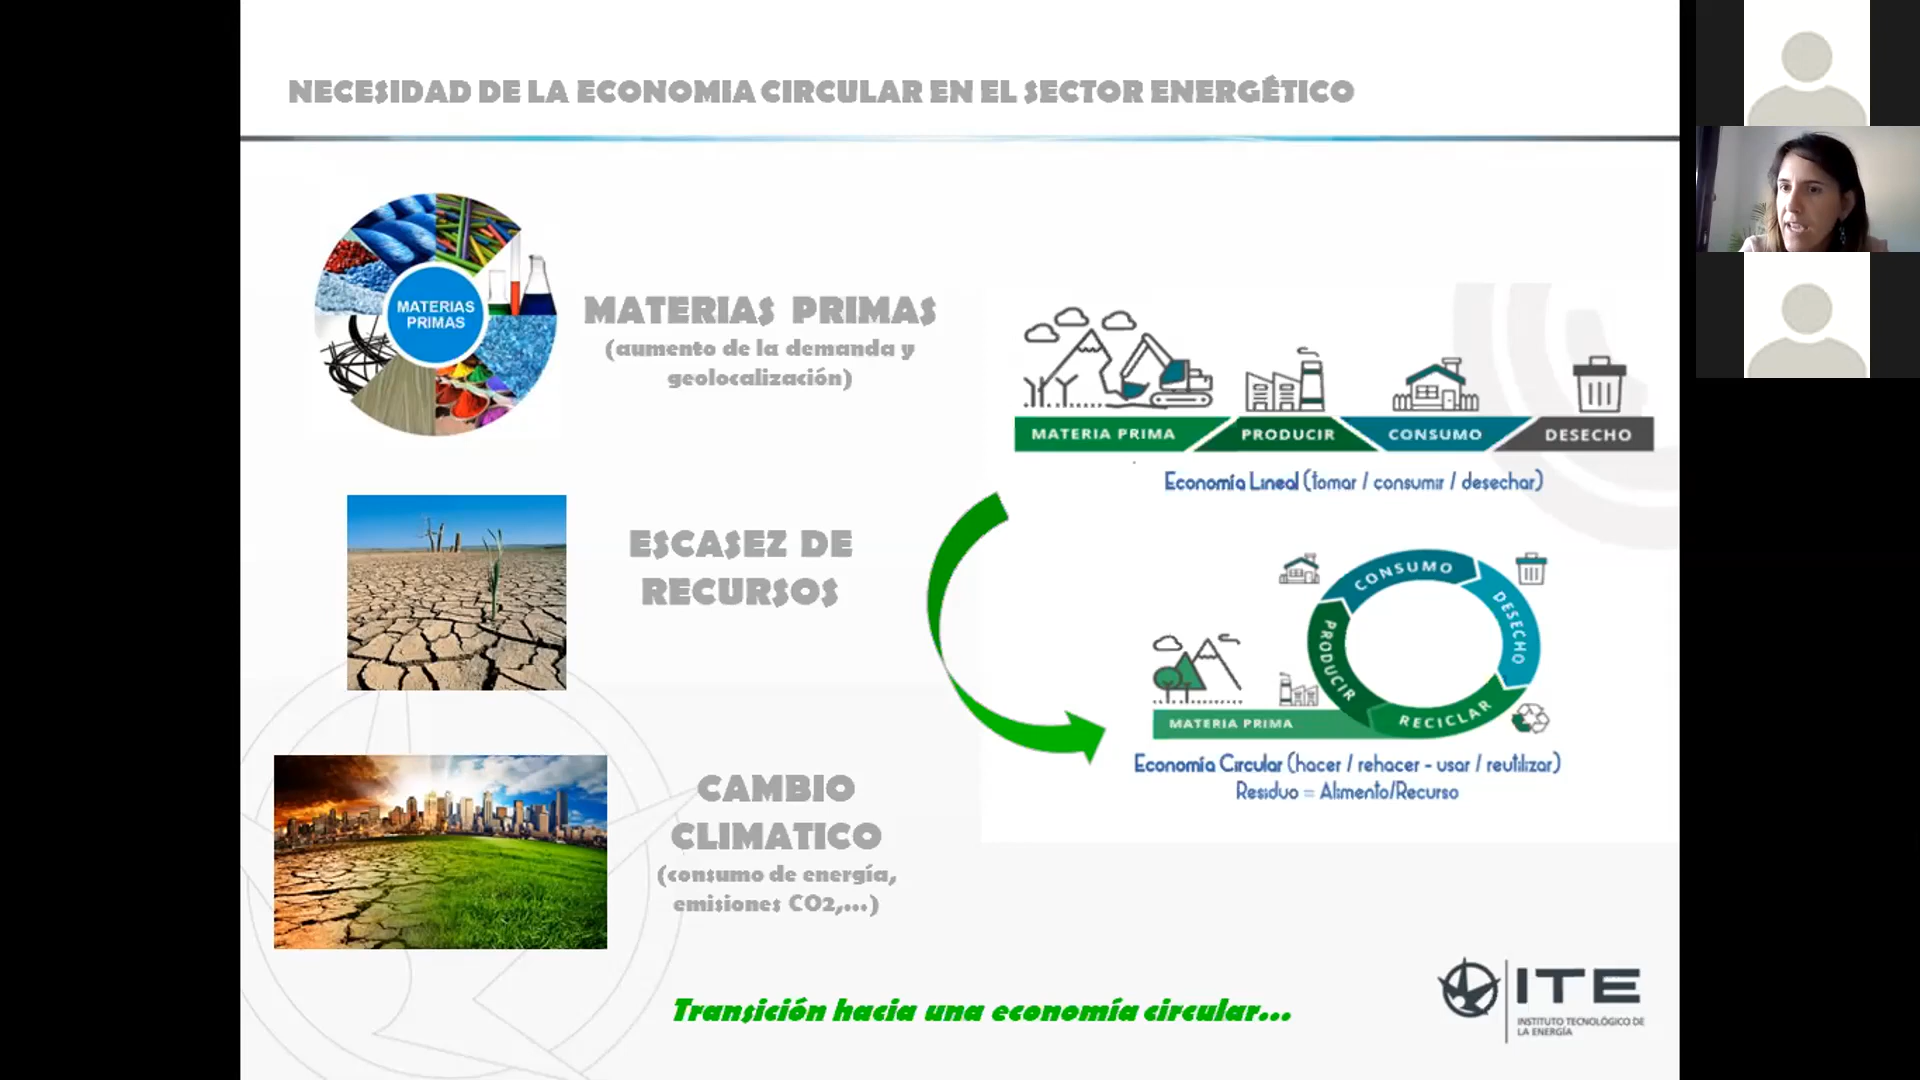 NECESIDAD DE LA ECONOMIA CIRCULAR EN EL SECTOR ENERGÉTICO
MATERIAS
PRIMAS
MATERIAS PRIMAS
(aumento de la demanda y
geolocalización)
ESCASEZ DE
RECURSOS
CAMBIO
CLIMATICO
(consumo de energía,
emisiones CO2,...)
MATERIA PRIMA
PRODUCIR
CONSUMO
DESECHO
Economía Lineal (tomar / consumir / desechar)
CONSUMO
DESECHO
PRODUCIR
RECICLAR
MATERIA PRIMA
Economía Circular (hacer / rehacer - usar / reutilizar)
Residuo = Alimento/Recurso
Transición hacia una economía circular...
ITE
INSTITUTO TECNOLÓGICO DE
LA ENERGÍA